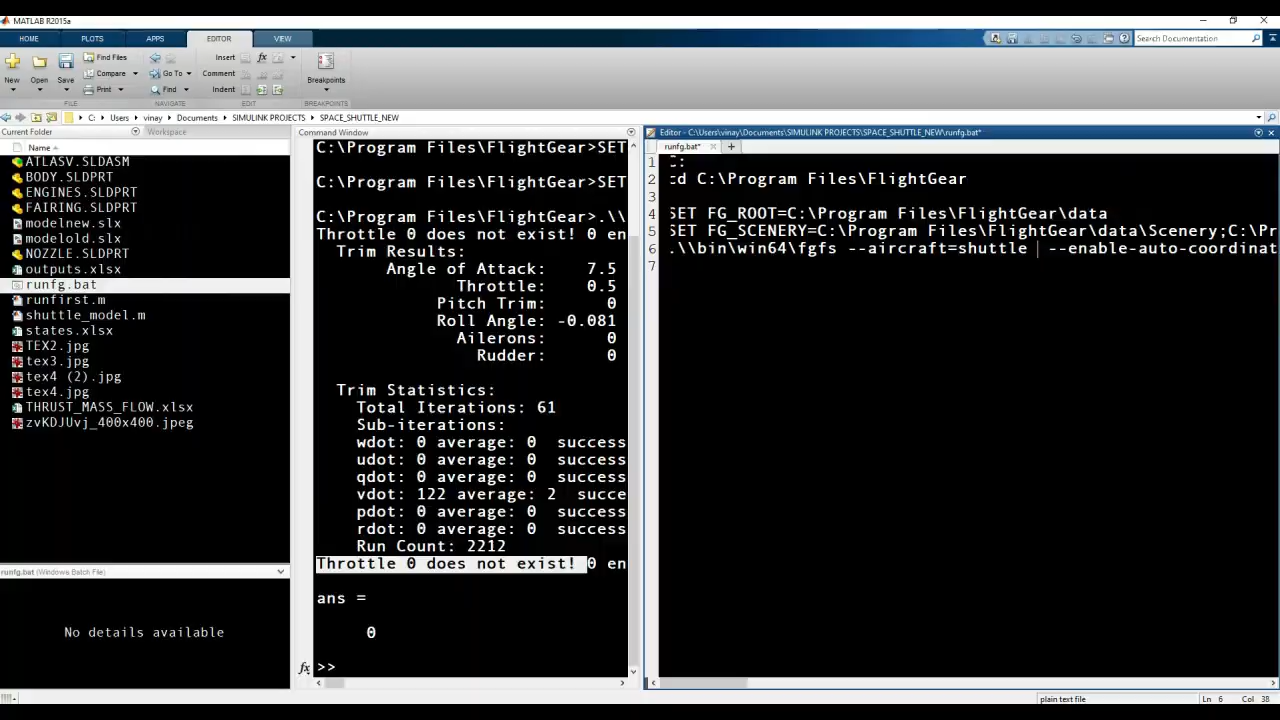 MATLAB R2015a
HOME PLOTS APPS EDITOR VIEW
Search Documentation
New Open Save
Find Files
Compare
Print
Go To
Find
Insert fx
Comment
Indent
Breakpoints
FILE NAVIGATE EDIT BREAKPOINTS
C: ▸ Users ▸ vinay ▸ Documents ▸ SIMULINK PROJECTS ▸ SPACE_SHUTTLE_NEW
Current Folder Workspace
Name
ATLASV.SLDASM
BODY.SLDPRT
ENGINES.SLDPRT
FAIRING.SLDPRT
modelnew.slx
modelold.slx
NOZZLE.SLDPRT
outputs.xlsx
runfg.bat
runfirst.m
shuttle_model.m
states.xlsx
TEX2.jpg
tex3.jpg
tex4 (2).jpg
tex4.jpg
THRUST_MASS_FLOW.xlsx
zvKDJUvj_400x400.jpeg
runfg.bat (Windows Batch File)
No details available
Command Window
C:\Program Files\FlightGear>SET
C:\Program Files\FlightGear>SET
C:\Program Files\FlightGear>.\\
Throttle 0 does not exist! 0 en
Trim Results:
Angle of Attack: 7.5
Throttle: 0.5
Pitch Trim: 0
Roll Angle: -0.081
Ailerons: 0
Rudder: 0
Trim Statistics:
Total Iterations: 61
Sub-iterations:
wdot: 0 average: 0 success
udot: 0 average: 0 success
qdot: 0 average: 0 success
vdot: 122 average: 2 succe
pdot: 0 average: 0 success
rdot: 0 average: 0 success
Run Count: 2212
Throttle 0 does not exist! 0 en
ans =
0
fx >>
Editor - C:\Users\vinay\Documents\SIMULINK PROJECTS\SPACE_SHUTTLE_NEW\runfg.bat*
runfg.bat*
1 C:
2 cd C:\Program Files\FlightGear
3
4 SET FG_ROOT=C:\Program Files\FlightGear\data
5 SET FG_SCENERY=C:\Program Files\FlightGear\data\Scenery;C:\Pr
6 .\\bin\win64\fgfs --aircraft=shuttle --enable-auto-coordinat
7
plain text file Ln 6 Col 38